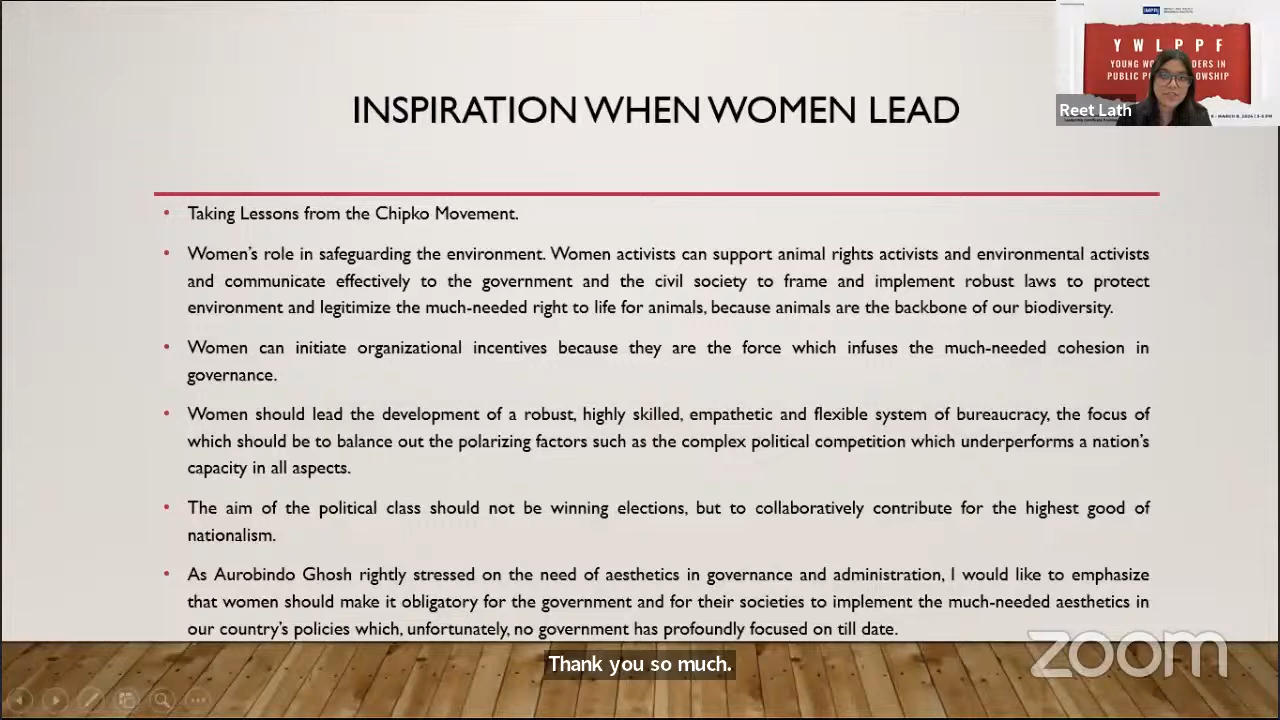 IMPRI
Y W L P P F
YOUNG WO DERS IN
PUBLIC PO OWSHIP
Reet Lath
MARCH 8, 2024 | 3-5 PM
INSPIRATION WHEN WOMEN LEAD
• Taking Lessons from the Chipko Movement.
• Women's role in safeguarding the environment. Women activists can support animal rights activists and environmental activists
and communicate effectively to the government and the civil society to frame and implement robust laws to protect
environment and legitimize the much-needed right to life for animals, because animals are the backbone of our biodiversity.
• Women can initiate organizational incentives because they are the force which infuses the much-needed cohesion in
governance.
• Women should lead the development of a robust, highly skilled, empathetic and flexible system of bureaucracy, the focus of
which should be to balance out the polarizing factors such as the complex political competition which underperforms a nation's
capacity in all aspects.
• The aim of the political class should not be winning elections, but to collaboratively contribute for the highest good of
nationalism.
• As Aurobindo Ghosh rightly stressed on the need of aesthetics in governance and administration, I would like to emphasize
that women should make it obligatory for the government and for their societies to implement the much-needed aesthetics in
our country's policies which, unfortunately, no government has profoundly focused on till date.
zoom
Thank you so much.